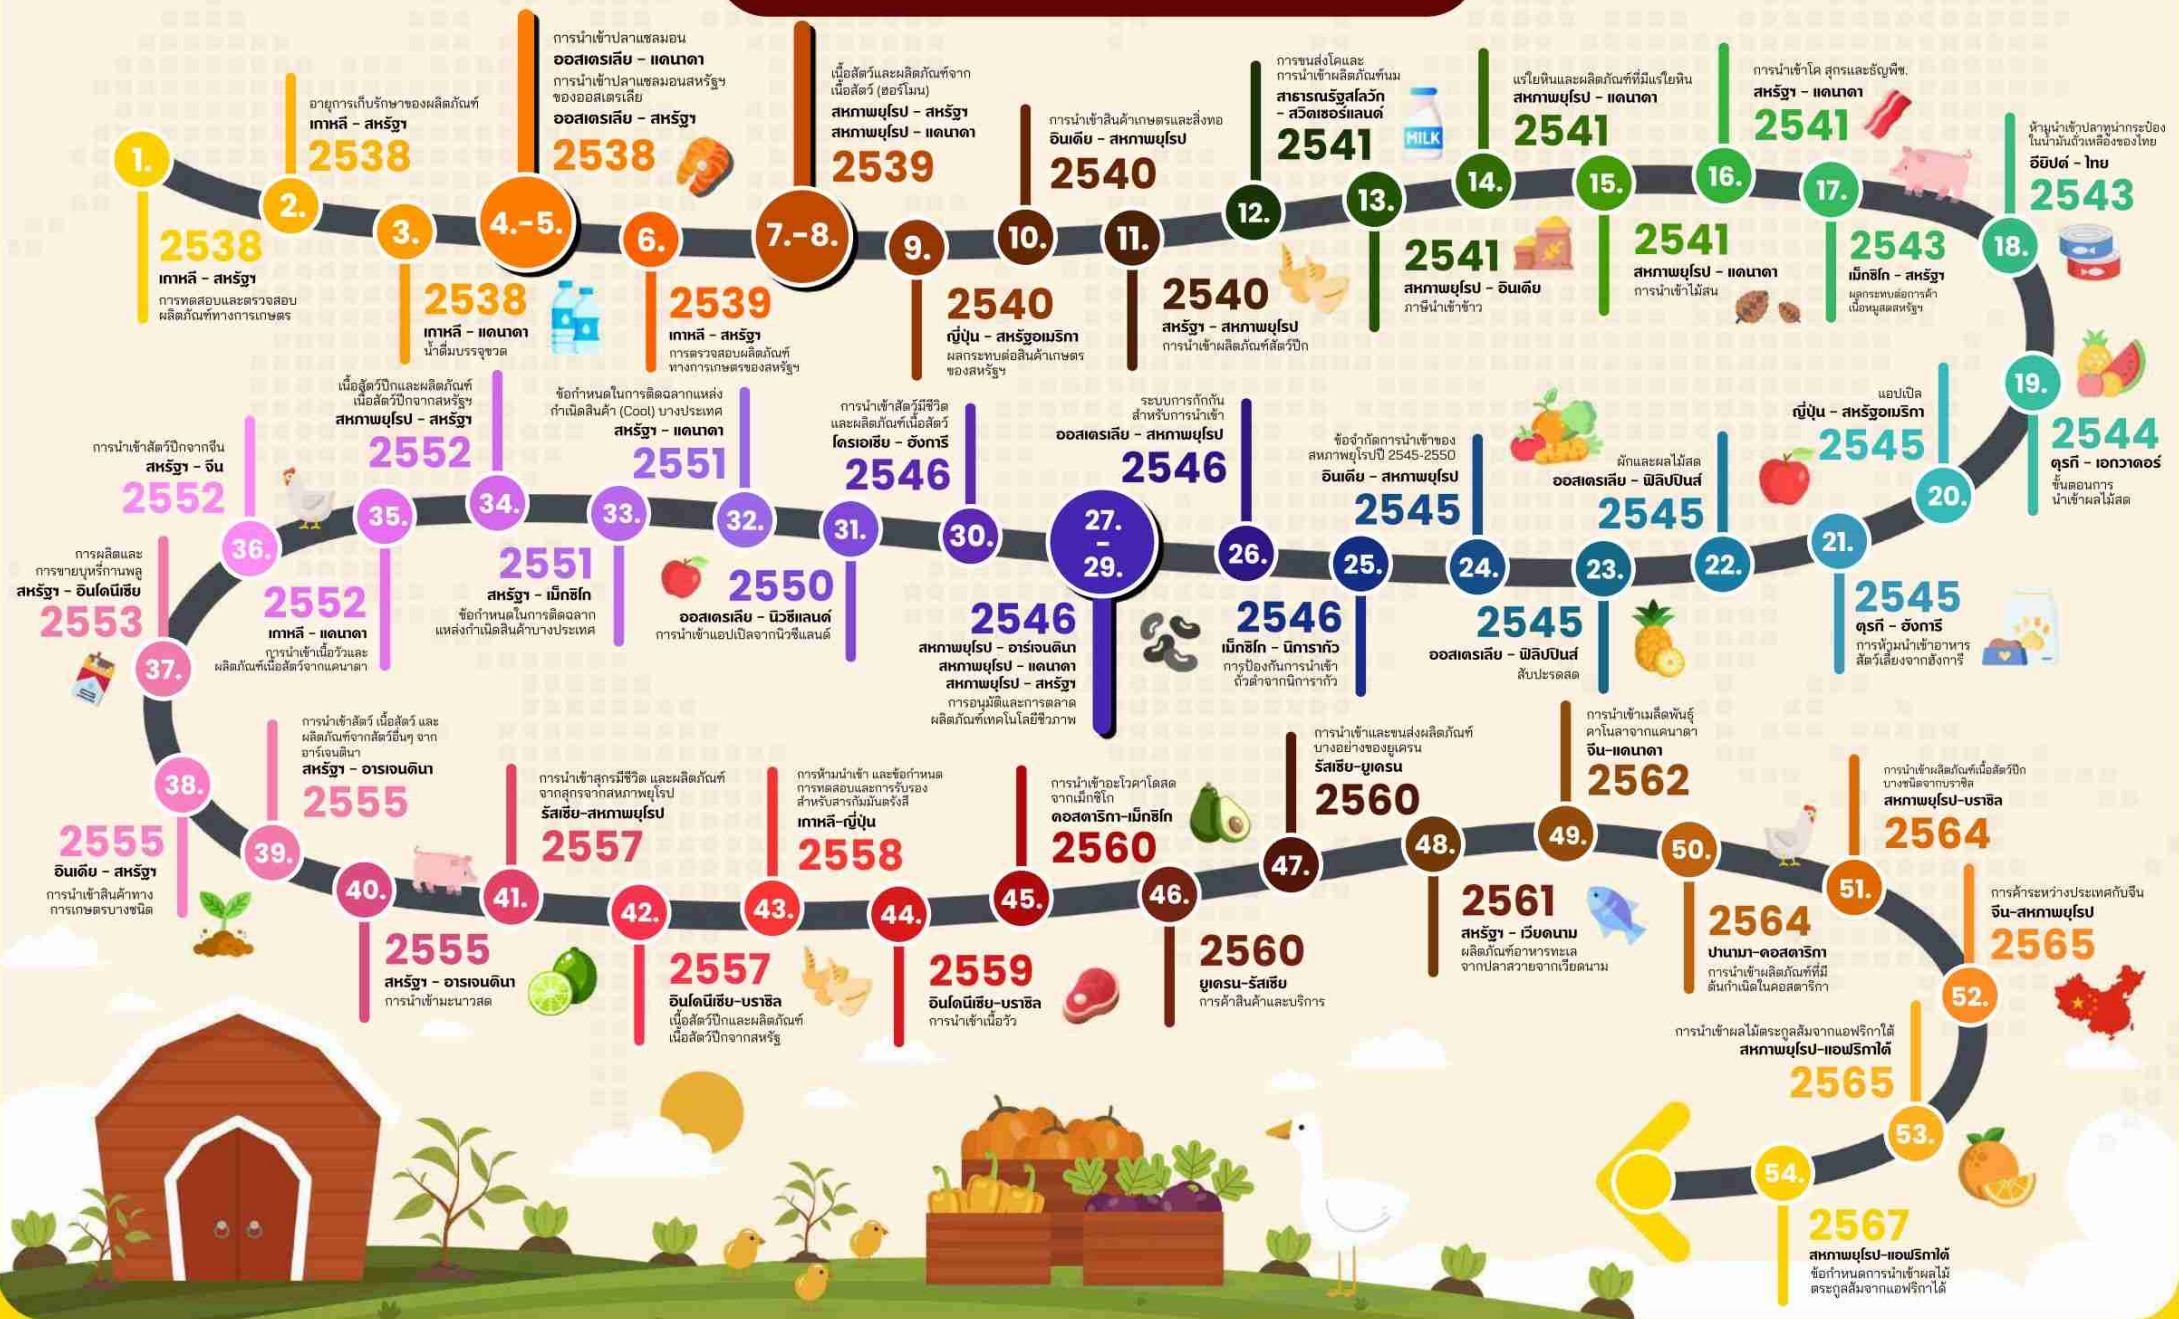 1.
2538
เกาหลี - สหรัฐฯ
การทดสอบและตรวจสอบ
ผลิตภัณฑ์ทางการเกษตร
2.
อายุการเก็บรักษาของผลิตภัณฑ์
เกาหลี - สหรัฐฯ
2538
3.
2538
เกาหลี - แคนาดา
น้ำดื่มบรรจุขวด
4.-5.
การนำเข้าปลาแซลมอน
ออสเตรเลีย - แคนาดา
การนำเข้าปลาแซลมอนสหรัฐฯ
ของออสเตรเลีย
ออสเตรเลีย - สหรัฐฯ
2538
6.
2539
เกาหลี - สหรัฐฯ
การตรวจสอบผลิตภัณฑ์
ทางการเกษตรของสหรัฐฯ
7.-8.
เนื้อสัตว์และผลิตภัณฑ์จาก
เนื้อสัตว์ (ฮอร์โมน)
สหภาพยุโรป - สหรัฐฯ
สหภาพยุโรป - แคนาดา
2539
9.
2540
ญี่ปุ่น - สหรัฐอเมริกา
ผลกระทบต่อสินค้าเกษตร
ของสหรัฐฯ
10.
การนำเข้าสินค้าเกษตรและสิ่งทอ
อินเดีย - สหภาพยุโรป
2540
11.
2540
สหรัฐฯ - สหภาพยุโรป
การนำเข้าผลิตภัณฑ์สัตว์ปีก
12.
การขนส่งโคและ
การนำเข้าผลิตภัณฑ์นม
สาธารณรัฐสโลวัก
- สวิตเซอร์แลนด์
2541
MILK
13.
2541
สหภาพยุโรป - อินเดีย
ภาษีนำเข้าข้าว
14.
แร่ใยหินและผลิตภัณฑ์ที่มีแร่ใยหิน
สหภาพยุโรป - แคนาดา
2541
15.
2541
สหภาพยุโรป - แคนาดา
การนำเข้าไม้สน
16.
การนำเข้าโค สุกรและธัญพืช.
สหรัฐฯ - แคนาดา
2541
17.
2543
เม็กซิโก - สหรัฐฯ
ผลกระทบต่อการค้า
เนื้อหมูสดสหรัฐฯ
18.
ห้ามนำเข้าปลาทูน่ากระป๋อง
ในน้ำมันถั่วเหลืองของไทย
อียิปต์ - ไทย
2543
19.
2544
ตุรกี - เอกวาดอร์
ขั้นตอนการ
นำเข้าผลไม้สด
20.
แอปเปิล
ญี่ปุ่น - สหรัฐอเมริกา
2545
21.
2545
ตุรกี - ฮังการี
การห้ามนำเข้าอาหาร
สัตว์เลี้ยงจากฮังการี
22.
ผักและผลไม้สด
ออสเตรเลีย - ฟิลิปปินส์
2545
23.
2545
ออสเตรเลีย - ฟิลิปปินส์
สับปะรดสด
24.
ข้อจำกัดการนำเข้าของ
สหภาพยุโรปปี 2545-2550
อินเดีย - สหภาพยุโรป
2545
25.
2546
เม็กซิโก - นิการากัว
การป้องกันการนำเข้า
ถั่วดำจากนิการากัว
26.
ระบบการกักกัน
สำหรับการนำเข้า
ออสเตรเลีย - สหภาพยุโรป
2546
27.
-
29.
2546
สหภาพยุโรป - อาร์เจนตินา
สหภาพยุโรป - แคนาดา
สหภาพยุโรป - สหรัฐฯ
การอนุมัติและการตลาด
ผลิตภัณฑ์เทคโนโลยีชีวภาพ
30.
การนำเข้าสัตว์มีชีวิต
และผลิตภัณฑ์เนื้อสัตว์
โครเอเชีย - ฮังการี
2546
31.
2550
ออสเตรเลีย - นิวซีแลนด์
การนำเข้าแอปเปิลจากนิวซีแลนด์
32.
ข้อกำหนดในการติดฉลากแหล่ง
กำเนิดสินค้า (Cool) บางประเทศ
สหรัฐฯ - แคนาดา
2551
33.
2551
สหรัฐฯ - เม็กซิโก
ข้อกำหนดในการติดฉลาก
แหล่งกำเนิดสินค้าบางประเทศ
34.
เนื้อสัตว์ปีกและผลิตภัณฑ์
เนื้อสัตว์ปีกจากสหรัฐฯ
สหภาพยุโรป - สหรัฐฯ
2552
35.
2552
เกาหลี - แคนาดา
การนำเข้าเนื้อวัวและ
ผลิตภัณฑ์เนื้อสัตว์จากแคนาดา
36.
การนำเข้าสัตว์ปีกจากจีน
สหรัฐฯ - จีน
2552
37.
การผลิตและ
การขายบุหรี่กานพลู
สหรัฐฯ - อินโดนีเซีย
2553
38.
2555
อินเดีย - สหรัฐฯ
การนำเข้าสินค้าทาง
การเกษตรบางชนิด
39.
การนำเข้าสัตว์ เนื้อสัตว์ และ
ผลิตภัณฑ์จากสัตว์อื่นๆ จาก
อาร์เจนตินา
สหรัฐฯ - อารเจนตินา
2555
40.
2555
สหรัฐฯ - อารเจนตินา
การนำเข้ามะนาวสด
41.
การนำเข้าสุกรมีชีวิต และผลิตภัณฑ์
จากสุกรจากสหภาพยุโรป
รัสเซีย-สหภาพยุโรป
2557
42.
2557
อินโดนีเซีย-บราซิล
เนื้อสัตว์ปีกและผลิตภัณฑ์
เนื้อสัตว์ปีกจากสหรัฐ
43.
การห้ามนำเข้า และข้อกำหนด
การทดสอบและการรับรอง
สำหรับสารกัมมันตรังสี
เกาหลี-ญี่ปุ่น
2558
44.
2559
อินโดนีเซีย-บราซิล
การนำเข้าเนื้อวัว
45.
การนำเข้าอะโวคาโดสด
จากเม็กซิโก
คอสตาริกา-เม็กซิโก
2560
46.
2560
ยูเครน-รัสเซีย
การค้าสินค้าและบริการ
47.
การนำเข้าและขนส่งผลิตภัณฑ์
บางอย่างของยูเครน
รัสเซีย-ยูเครน
2560
48.
2561
สหรัฐฯ - เวียดนาม
ผลิตภัณฑ์อาหารทะเล
จากปลาสวายจากเวียดนาม
49.
การนำเข้าเมล็ดพันธุ์
คาโนลาจากแคนาดา
จีน-แคนาดา
2562
50.
2564
ปานามา-คอสตาริกา
การนำเข้าผลิตภัณฑ์ที่มี
ต้นกำเนิดในคอสตาริกา
51.
การนำเข้าผลิตภัณฑ์เนื้อสัตว์ปีก
บางชนิดจากบราซิล
สหภาพยุโรป-บราซิล
2564
52.
การค้าระหว่างประเทศกับจีน
จีน-สหภาพยุโรป
2565
53.
การนำเข้าผลไม้ตระกูลส้มจากแอฟริกาใต้
สหภาพยุโรป-แอฟริกาใต้
2565
54.
2567
สหภาพยุโรป-แอฟริกาใต้
ข้อกำหนดการนำเข้าผลไม้
ตระกูลส้มจากแอฟริกาใต้